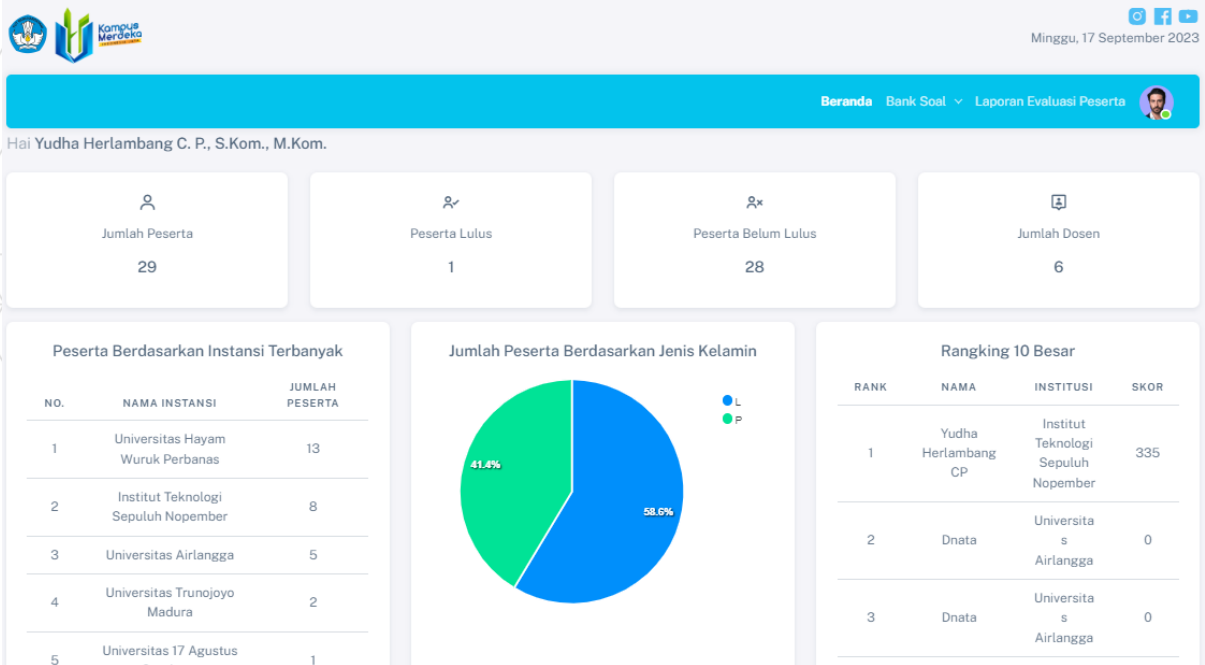 Kampus
Merdeka
Minggu, 17 September 2023
Beranda Bank Soal Laporan Evaluasi Peserta
Hai Yudha Herlambang C. P., S.Kom., M.Kom.
Jumlah Peserta
29
Peserta Lulus
1
Peserta Belum Lulus
28
Jumlah Dosen
6
Peserta Berdasarkan Instansi Terbanyak
NO. NAMA INSTANSI JUMLAH
PESERTA
1 Universitas Hayam
Wuruk Perbanas 13
2 Institut Teknologi
Sepuluh Nopember 8
3 Universitas Airlangga 5
4 Universitas Trunojoyo
Madura 2
5 Universitas 17 Agustus 1
Jumlah Peserta Berdasarkan Jenis Kelamin
L
P
41.4%
58.6%
Rangking 10 Besar
RANK NAMA INSTITUSI SKOR
1 Yudha
Herlambang
CP
Institut
Teknologi
Sepuluh
Nopember
335
2 Dnata
Universita
s
Airlangga
0
3 Dnata
Universita
s
Airlangga
0